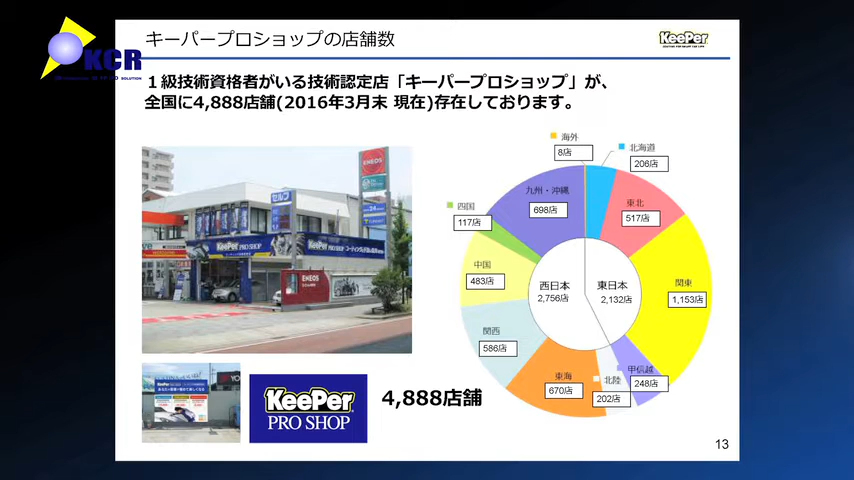 キーパープロショップの店舗数
KeePer
KCR
１級技術資格者がいる技術認定店「キーパープロショップ」が、
全国に4,888店舗(2016年3月末 現在)存在しております。
ENEOS
セルフ
KeePer PRO SHOP
KeePer PRO SHOP
ENEOS
KeePer
PRO SHOP
4,888店舗
海外
8店
北海道
206店
東北
517店
関東
1,153店
甲信越
248店
北陸
202店
東海
670店
関西
586店
中国
483店
四国
117店
九州・沖縄
698店
西日本
2,756店
東日本
2,132店
13